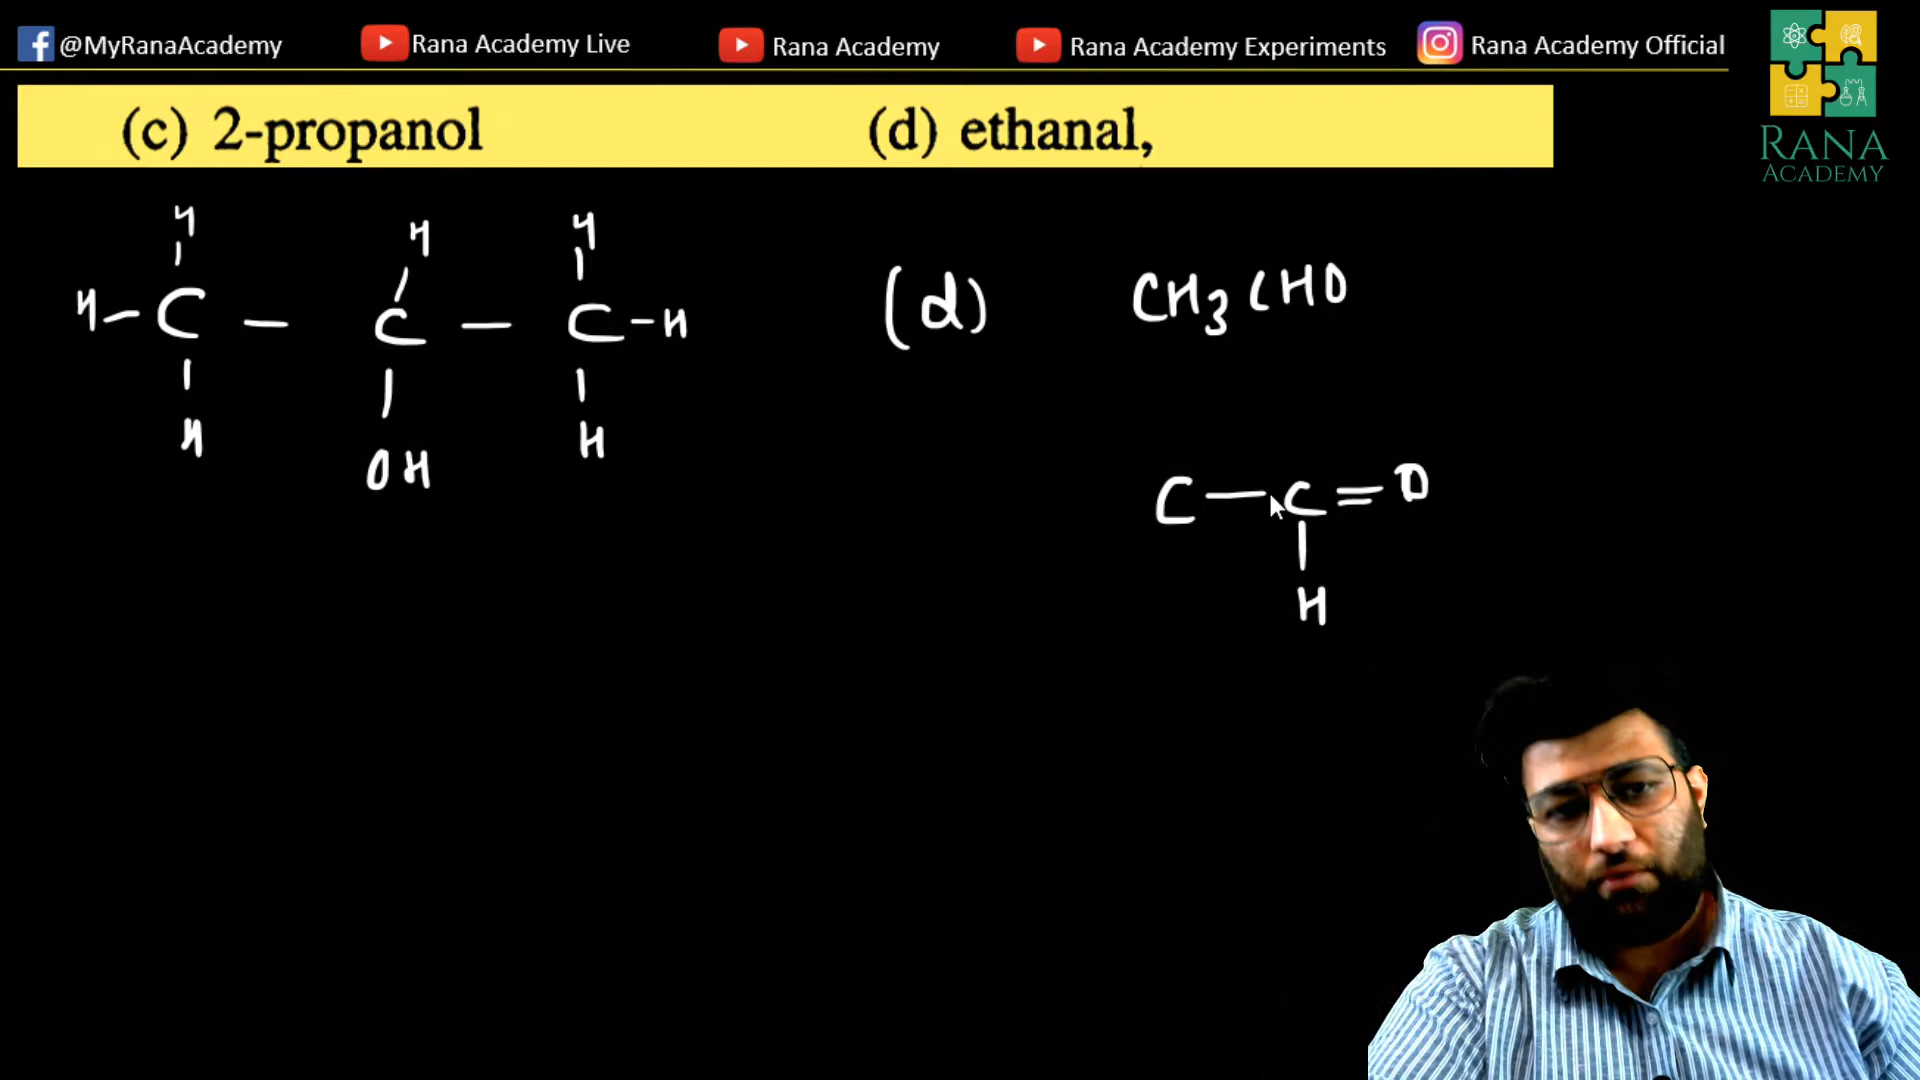 @MyRanaAcademy Rana Academy Live Rana Academy Rana Academy Experiments Rana Academy Official
RANA
ACADEMY
(c) 2-propanol (d) ethanal,
H H H
H-C - C - C-H
H OH H
(d) CH3CHO
C - C = O
H